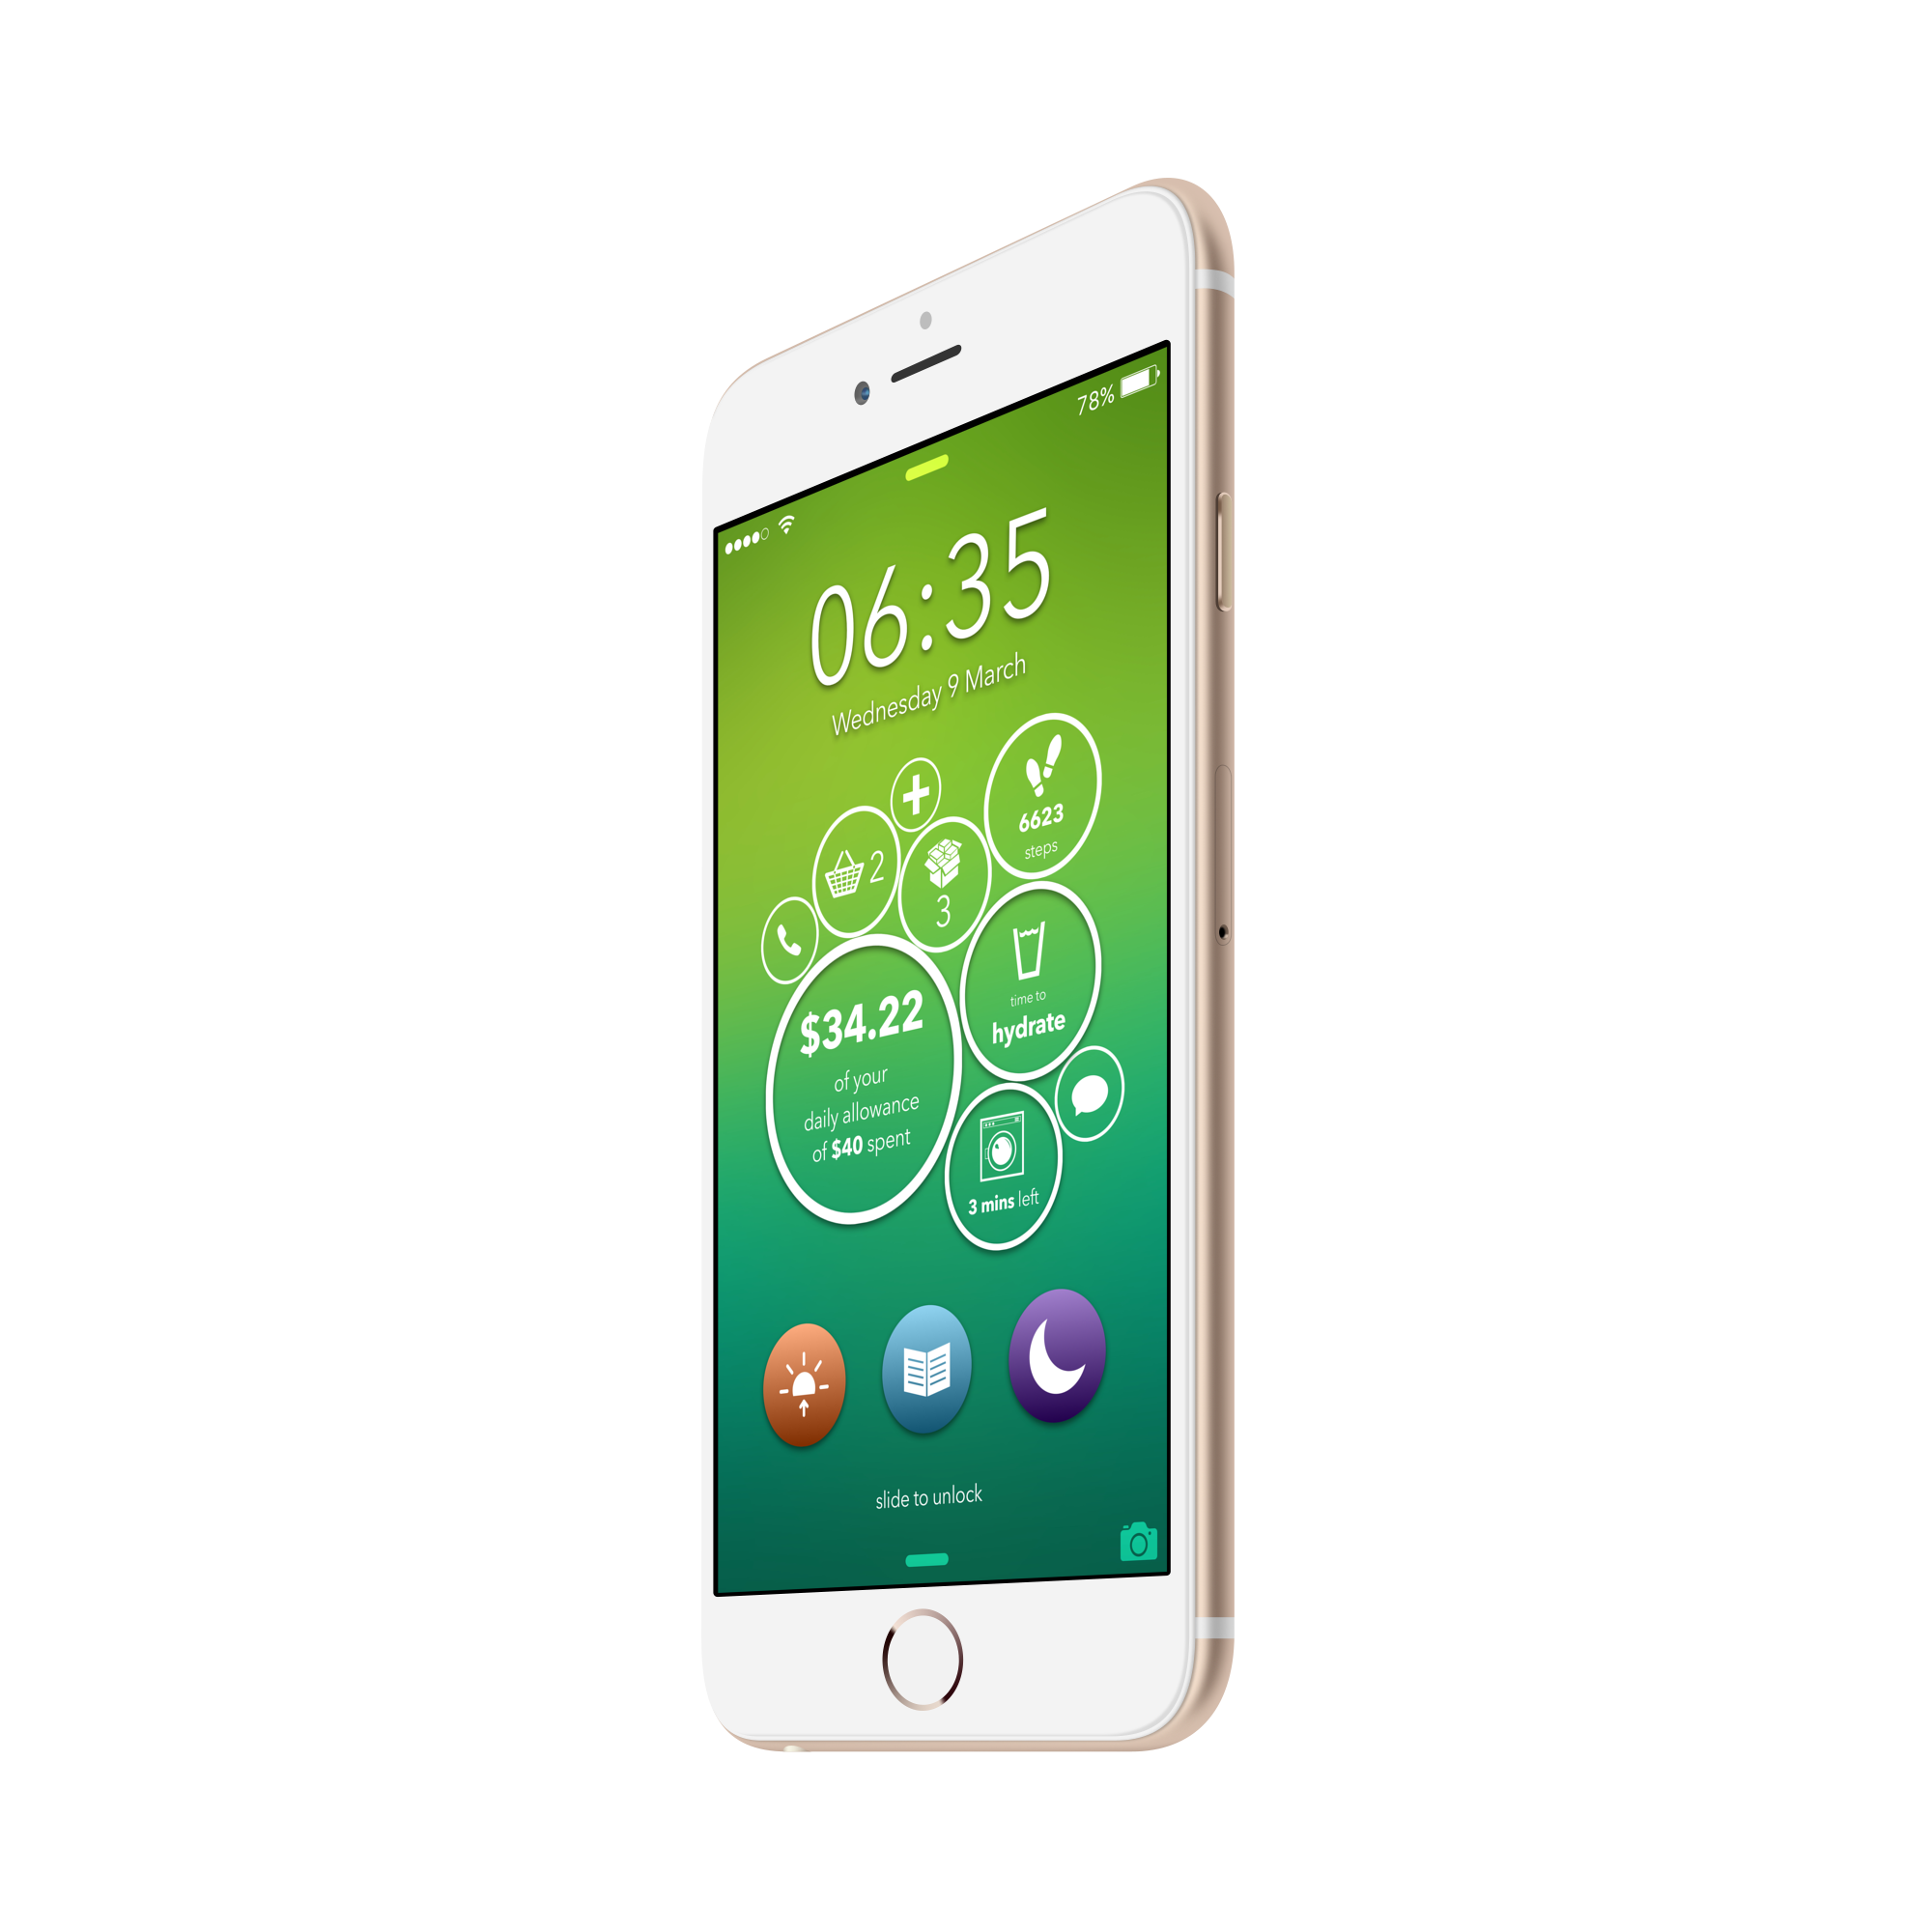 78%
06:35
Wednesday 9 March
6623
steps
2
3
time to
hydrate
$34.22
of your
daily allowance
of $40 spent
3 mins left
slide to unlock